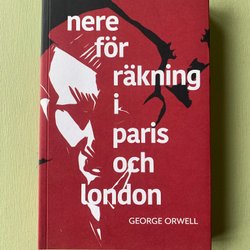 nere
för
räkning
i
paris
och
london
GEORGE ORWELL